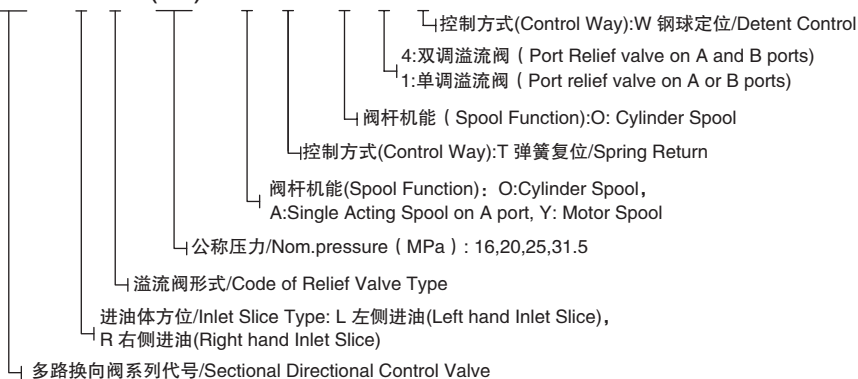 控制方式(Control Way):W 钢球定位/Detent Control
4:双调溢流阀（Port Relief valve on A and B ports)
1:单调溢流阀（Port relief valve on A or B ports)
阀杆机能（Spool Function):O: Cylinder Spool
控制方式(Control Way):T 弹簧复位/Spring Return
阀杆机能(Spool Function)：O:Cylinder Spool，
A:Single Acting Spool on A port, Y: Motor Spool
公称压力/Nom.pressure（MPa）: 16,20,25,31.5
溢流阀形式/Code of Relief Valve Type
进油体方位/Inlet Slice Type: L 左侧进油(Left hand Inlet Slice)，
R 右侧进油(Right hand Inlet Slice)
多路换向阀系列代号/Sectional Directional Control Valve